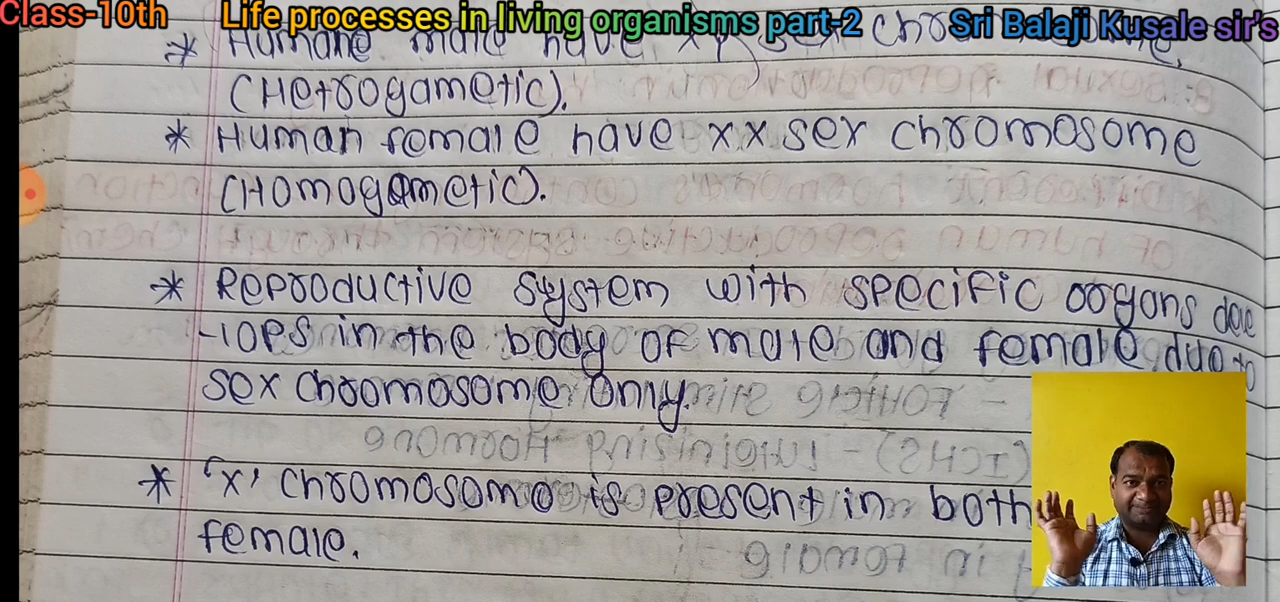 Class-10th Life processes in living organisms part-2 Sri Balaji Kusale sir's
* Humane male have xy sex
(Hetrogametic).
* Human female have xx sex chromosome
(Homogametic).
* Reproductive system with specific organs deve
-lops in the body of male and female due to
sex chromosome only.
* 'x' chromosome is present in both
female.